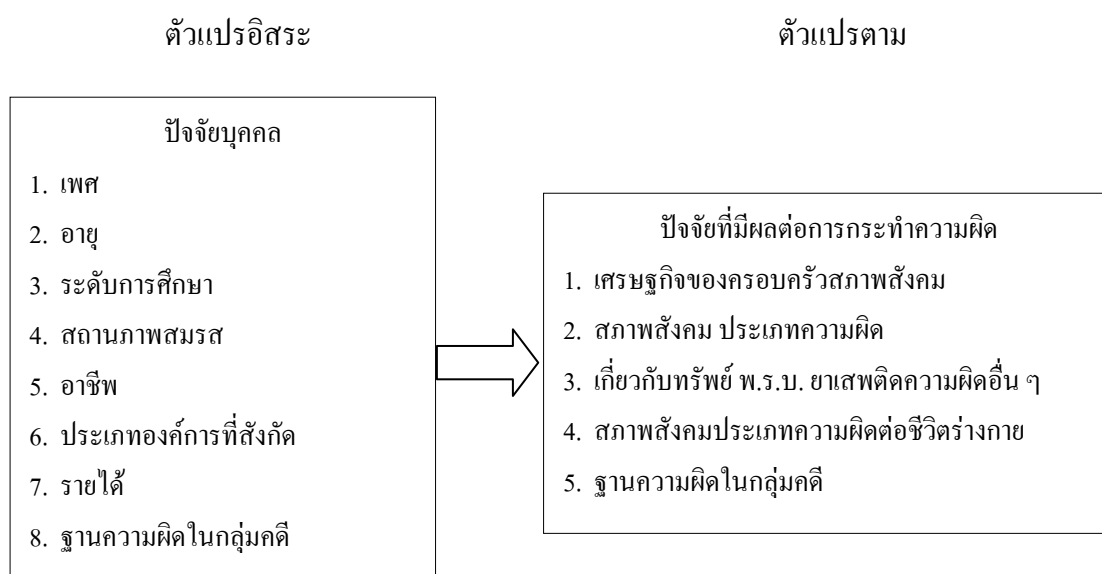 ตัวแปรอิสระ
ตัวแปรตาม
ปัจจัยบุคคล
1. เพศ
2. อายุ
3. ระดับการศึกษา
4. สถานภาพสมรส
5. อาชีพ
6. ประเภทองค์การที่สังกัด
7. รายได้
8. ฐานความผิดในกลุ่มคดี
ปัจจัยที่มีผลต่อการกระทำความผิด
1. เศรษฐกิจของครอบครัวสภาพสังคม
2. สภาพสังคม ประเภทความผิด
3. เกี่ยวกับทรัพย์ พ.ร.บ. ยาเสพติดความผิดอื่น ๆ
4. สภาพสังคมประเภทความผิดต่อชีวิตร่างกาย
5. ฐานความผิดในกลุ่มคดี